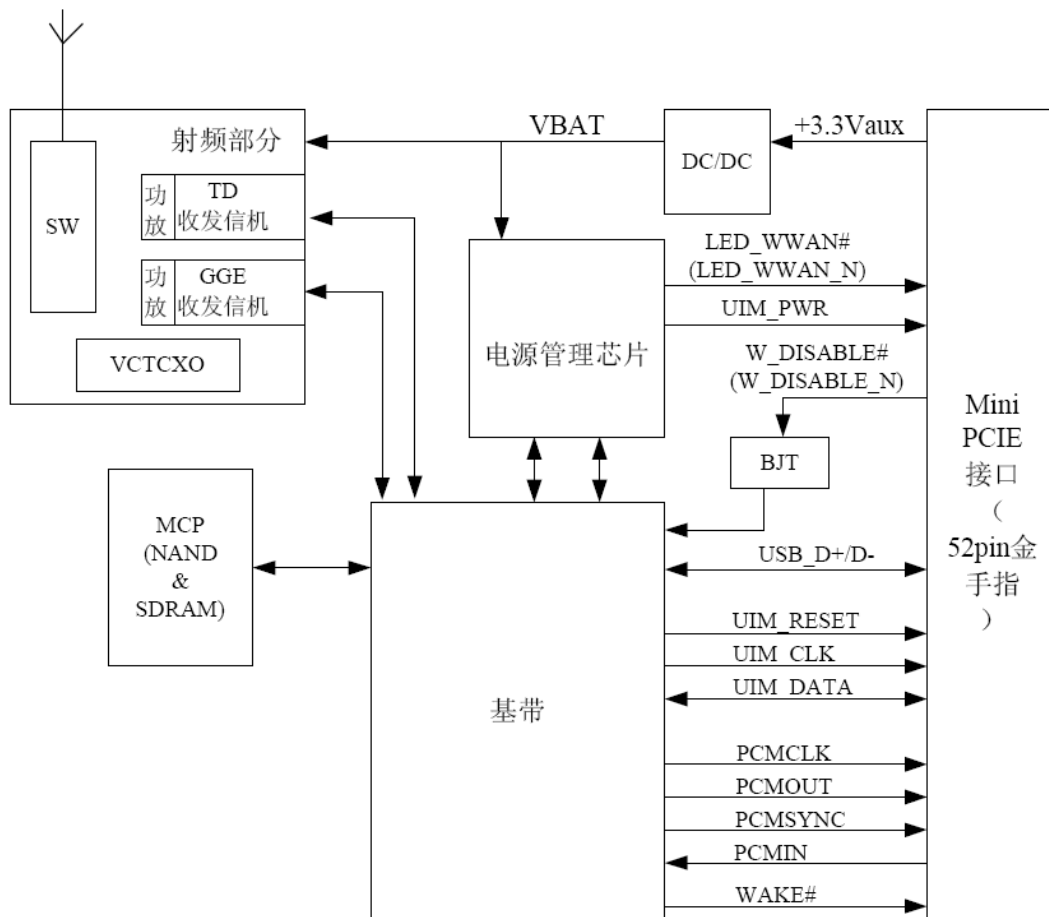 射频部分
SW
功放
TD
收发信机
功放
GGE
收发信机
VCTCXO
VBAT
DC/DC
+3.3Vaux
电源管理芯片
LED_WWAN#
(LED_WWAN_N)
UIM_PWR
W_DISABLE#
(W_DISABLE_N)
BJT
MCP
(NAND
&
SDRAM)
基带
USB_D+/D-
UIM_RESET
UIM_CLK
UIM_DATA
PCMCLK
PCMOUT
PCMSYNC
PCMIN
WAKE#
Mini
PCIE
接口
（
52pin金
手指
）